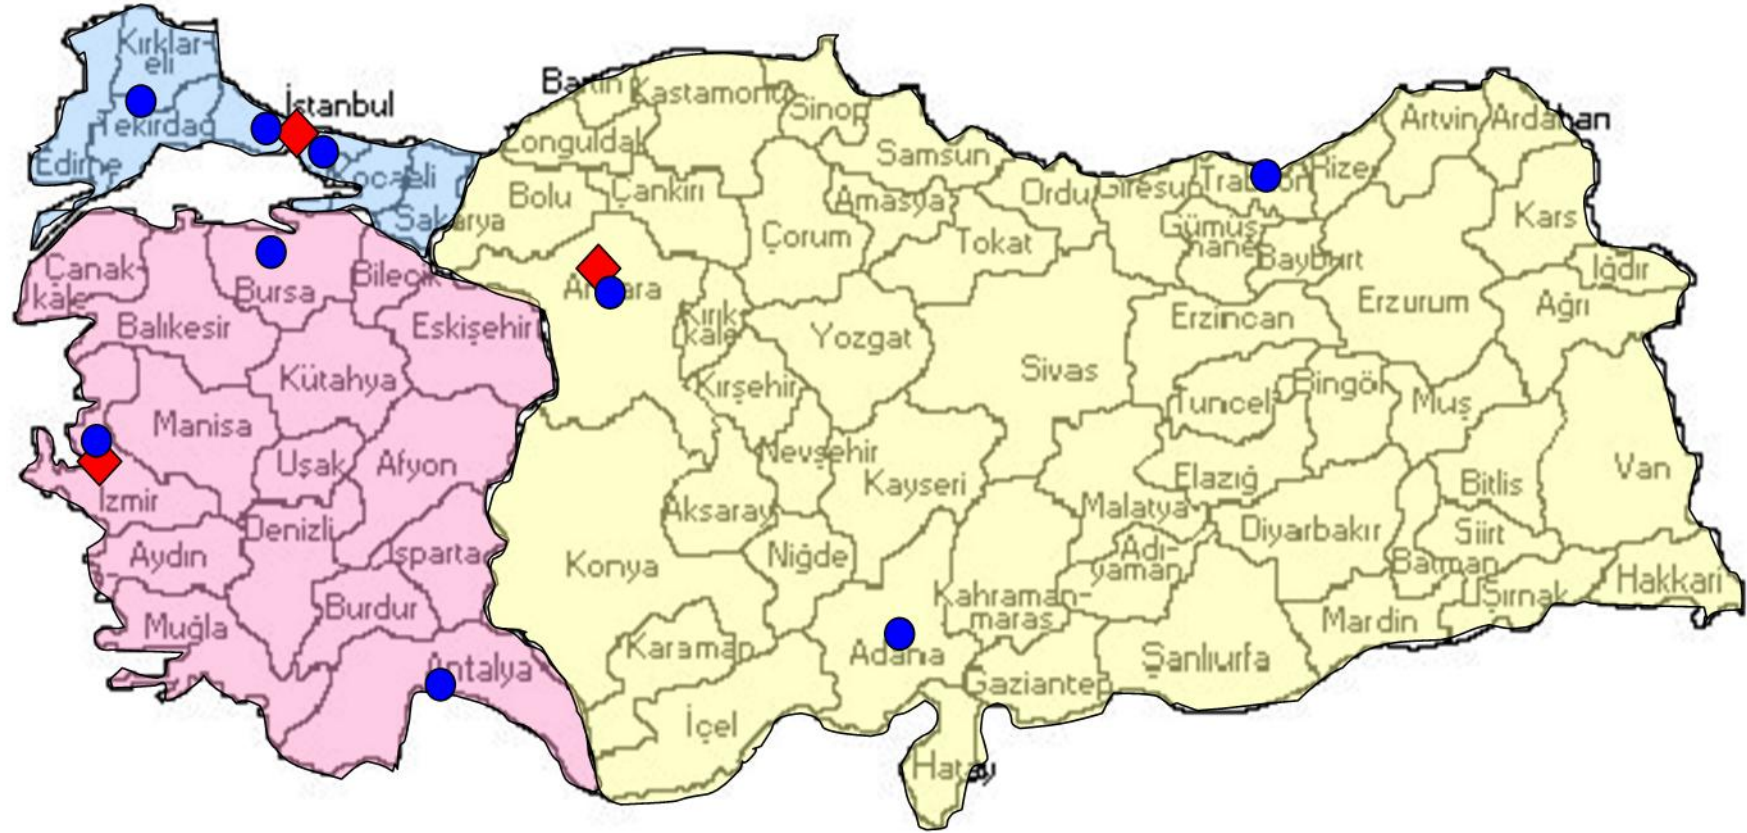 Kırklar-
eli
İstanbul
Tekirdağ
Edirne
Kocaeli
Sakarya
Bartın
Kastamonu
Sinop
Zonguldak
Samsun
Artvin
Ardahan
Bolu
Çankırı
Amasya
Ordu
Giresun
Trabzon
Rize
Çorum
Tokat
Gümüş-
hane
Bayburt
Kars
Iğdır
Çanak-
kale
Bursa
Bilecik
Ankara
Balıkesir
Eskişehir
Kırık-
kale
Yozgat
Erzincan
Erzurum
Ağrı
Kütahya
Kırşehir
Sivas
Tunceli
Bingöl
Muş
Manisa
Uşak
Afyon
Nevşehir
Kayseri
Elazığ
Bitlis
Van
İzmir
Aksaray
Malatya
Denizli
Diyarbakır
Siirt
Aydın
Isparta
Konya
Niğde
Adı-
yaman
Batman
Şırnak
Hakkari
Burdur
Kahraman-
maraş
Mardin
Muğla
Karaman
Adana
Şanlıurfa
Antalya
Gaziantep
İçel
Hatay